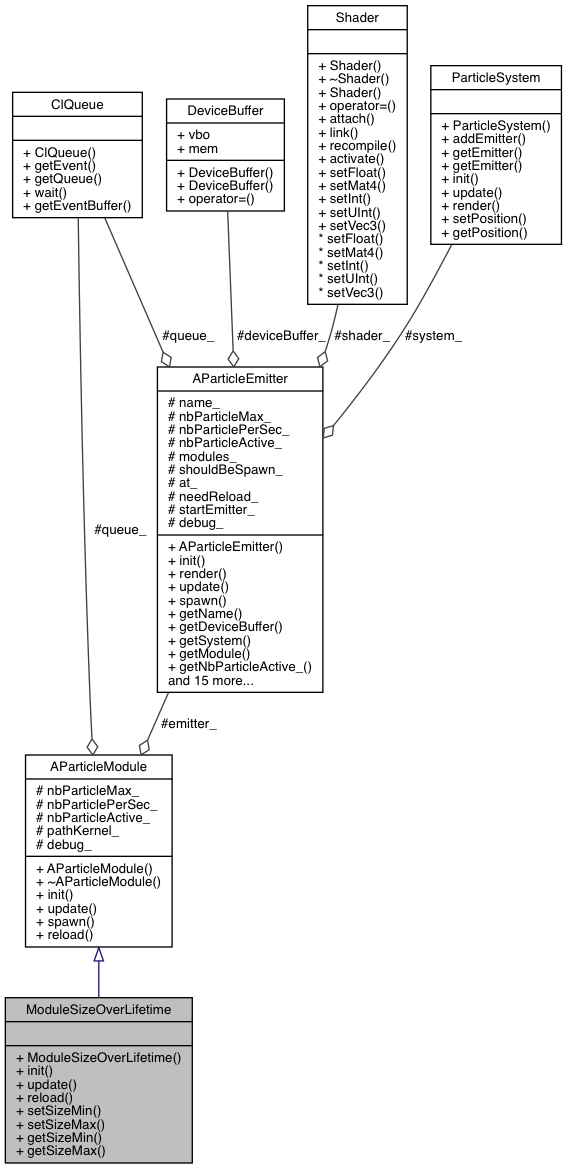 Shader
+ Shader()
+ ~Shader()
+ Shader()
+ operator=()
+ attach()
+ link()
+ recompile()
+ activate()
+ setFloat()
+ setMat4()
+ setInt()
+ setUInt()
+ setVec3()
* setFloat()
* setMat4()
* setInt()
* setUInt()
* setVec3()
ParticleSystem
+ ParticleSystem()
+ addEmitter()
+ getEmitter()
+ getEmitter()
+ init()
+ update()
+ render()
+ setPosition()
+ getPosition()
ClQueue
+ ClQueue()
+ getEvent()
+ getQueue()
+ wait()
+ getEventBuffer()
DeviceBuffer
+ vbo
+ mem
+ DeviceBuffer()
+ DeviceBuffer()
+ operator=()
#queue_
#deviceBuffer_
#shader_
#system_
AParticleEmitter
# name_
# nbParticleMax_
# nbParticlePerSec_
# nbParticleActive_
# modules_
# shouldBeSpawn_
# at_
# needReload_
# startEmitter_
# debug_
+ AParticleEmitter()
+ init()
+ render()
+ update()
+ spawn()
+ getName()
+ getDeviceBuffer()
+ getSystem()
+ getModule()
+ getNbParticleActive_()
and 15 more...
#queue_
#emitter_
AParticleModule
# nbParticleMax_
# nbParticlePerSec_
# nbParticleActive_
# pathKernel_
# debug_
+ AParticleModule()
+ ~AParticleModule()
+ init()
+ update()
+ spawn()
+ reload()
ModuleSizeOverLifetime
+ ModuleSizeOverLifetime()
+ init()
+ update()
+ reload()
+ setSizeMin()
+ setSizeMax()
+ getSizeMin()
+ getSizeMax()